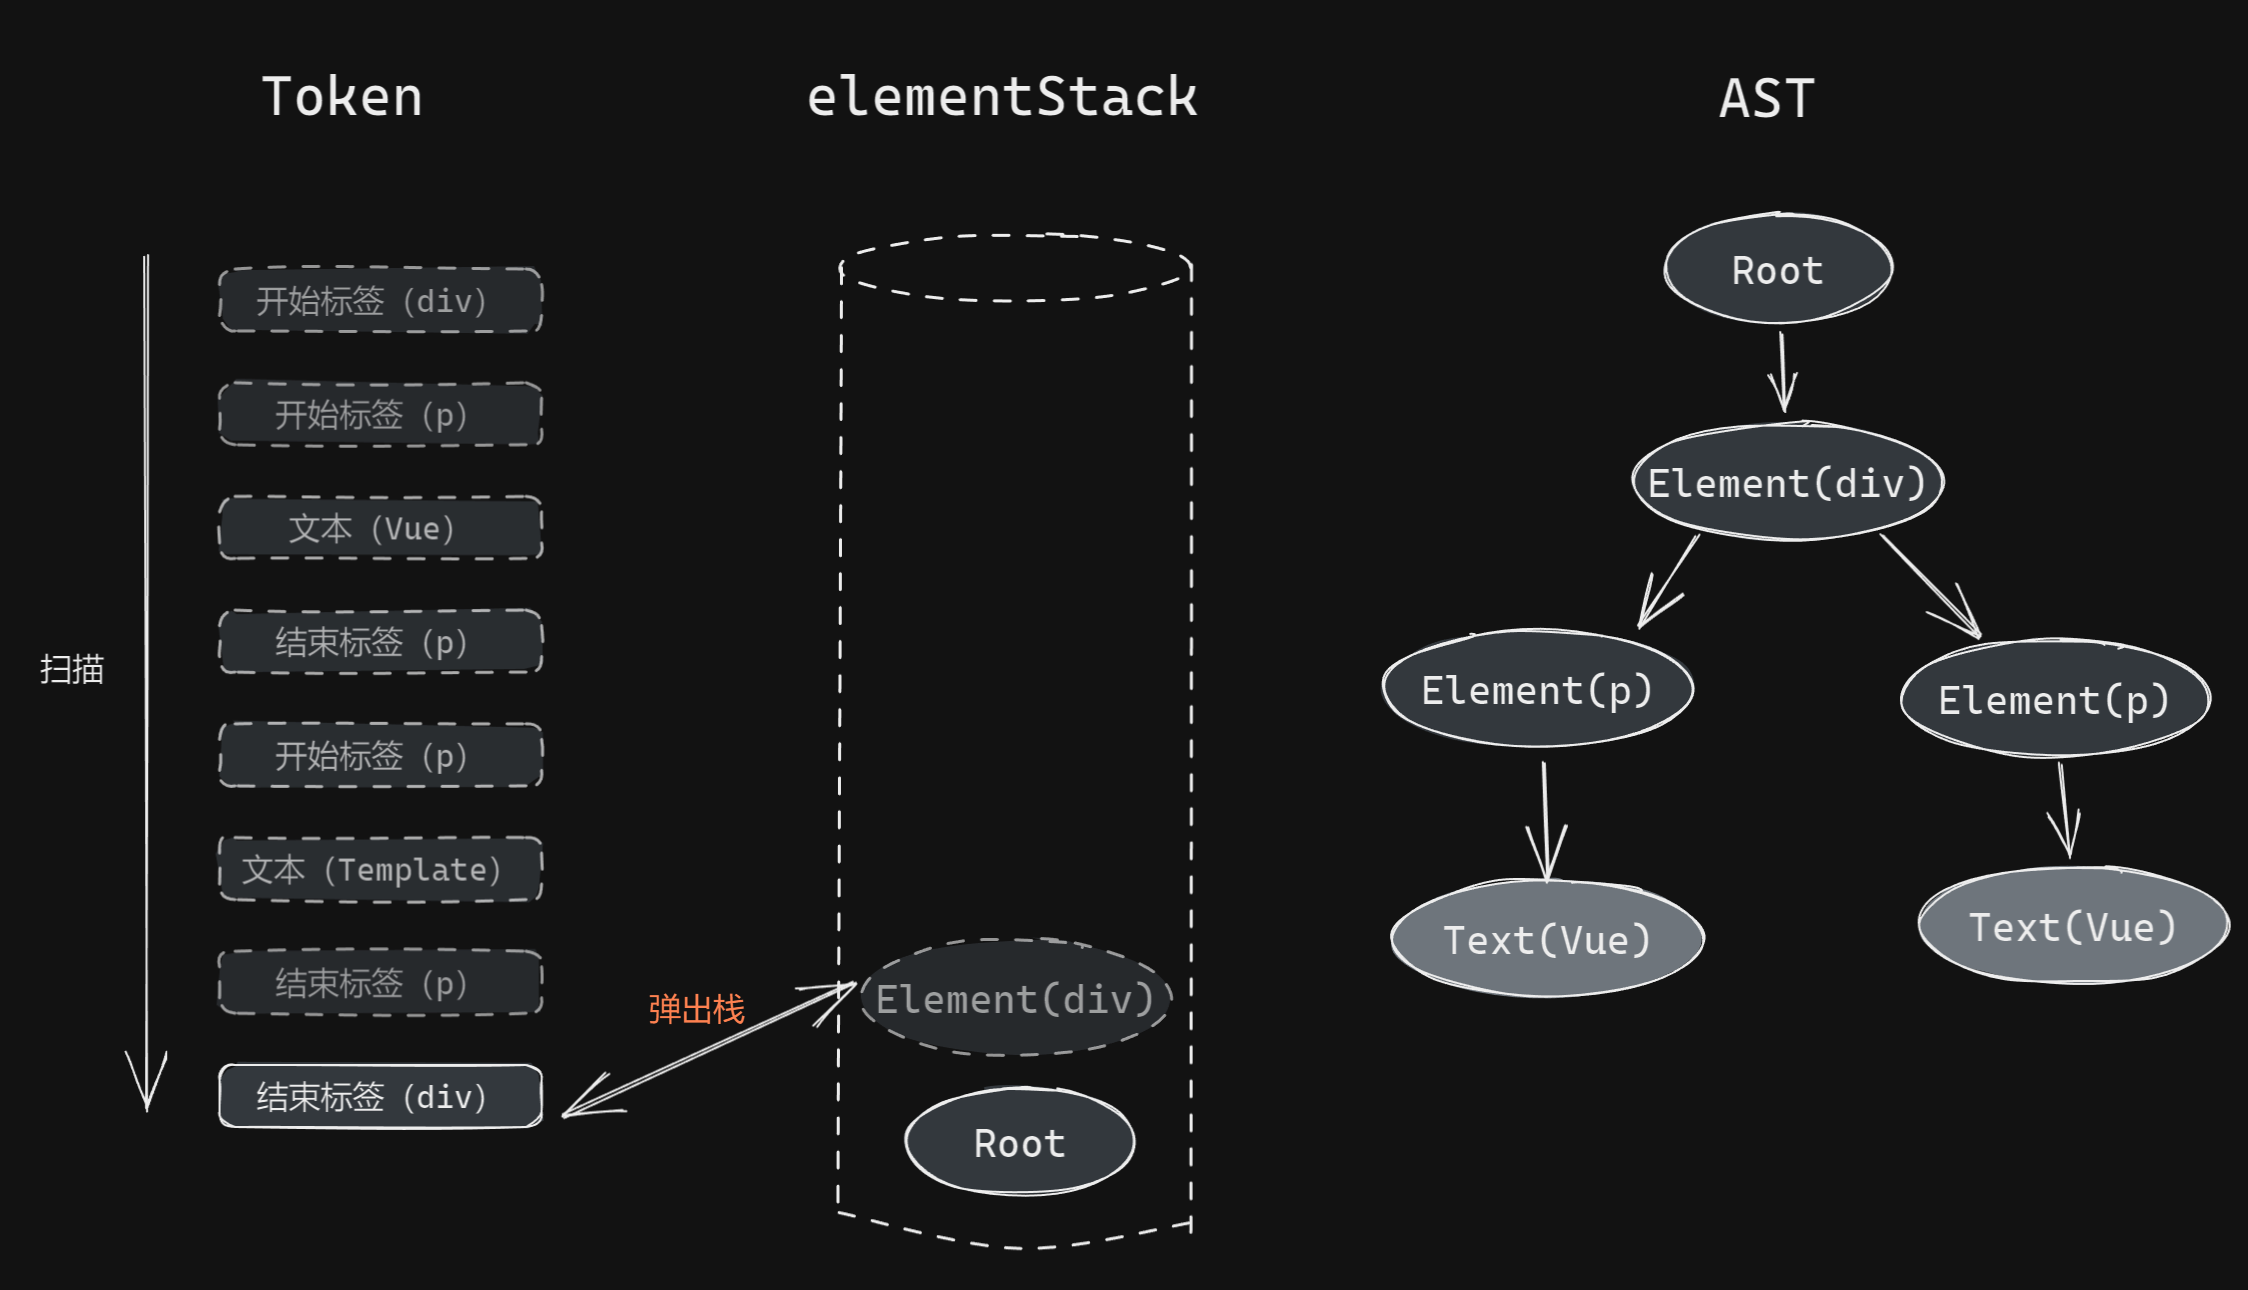 Token
elementStack
AST
扫描
开始标签（div）
开始标签（p）
文本（Vue）
结束标签（p）
开始标签（p）
文本（Template）
结束标签（p）
结束标签（div）
弹出栈
Element(div)
Root
Root
Element(div)
Element(p)
Element(p)
Text(Vue)
Text(Vue)